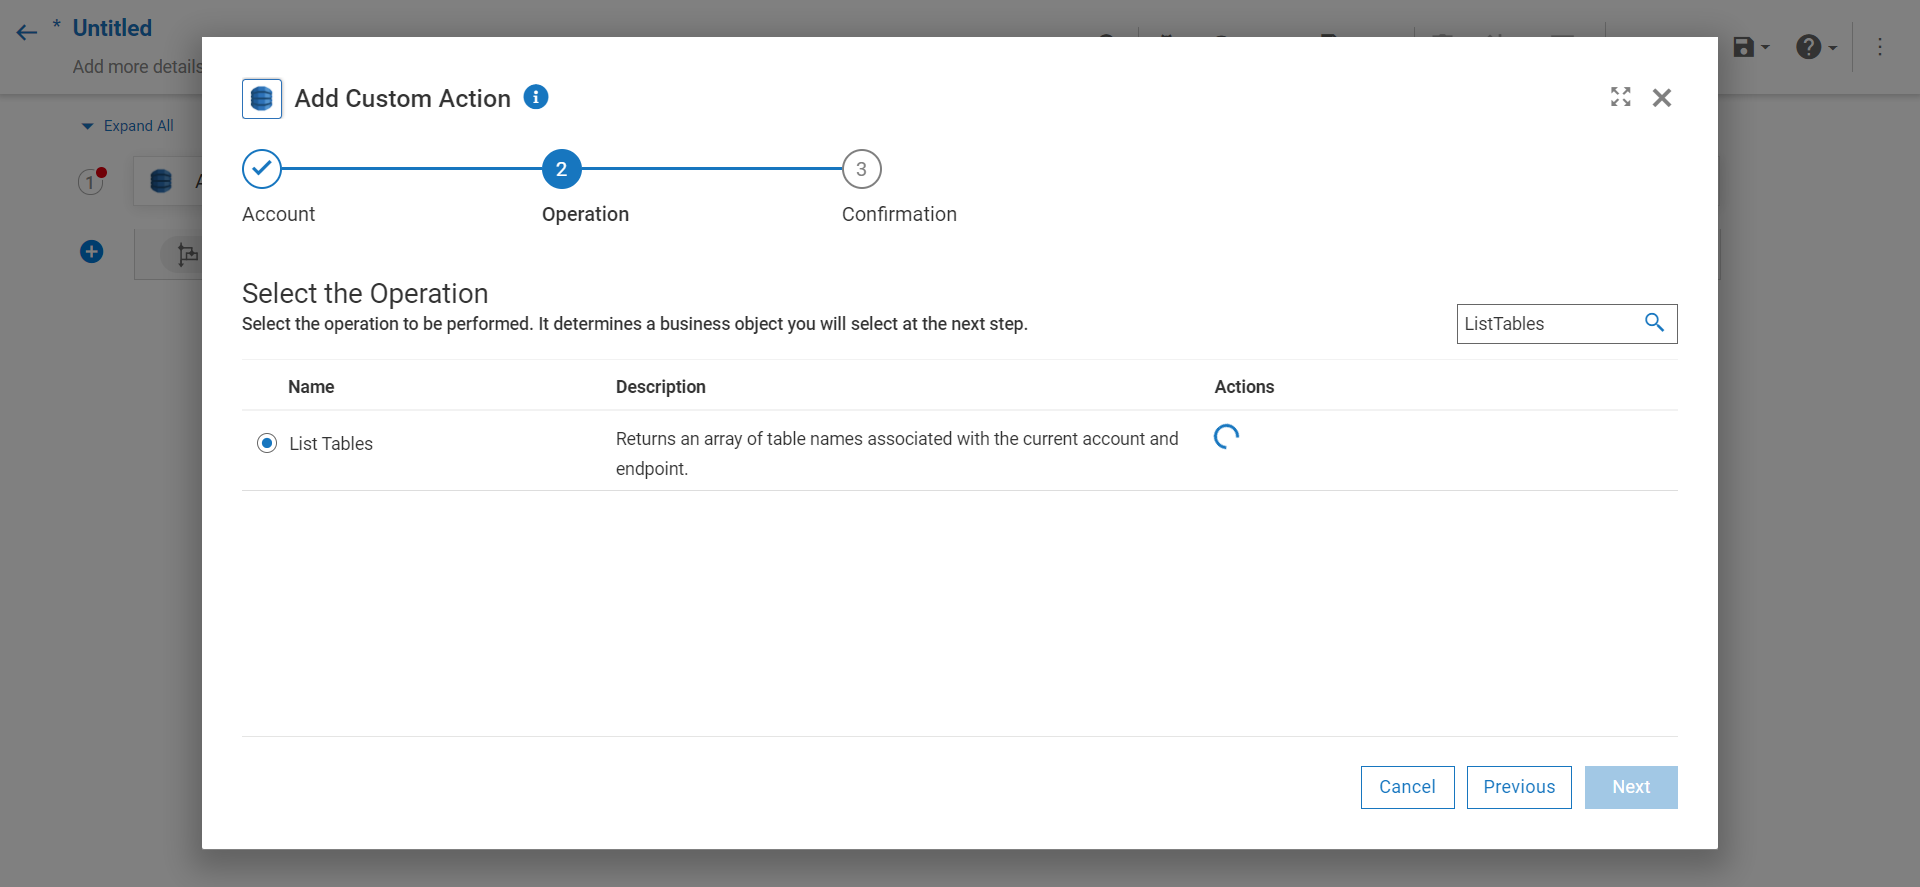 * Untitled
Add more details
Expand All
1
Add Custom Action
2
3
Account
Operation
Confirmation
Select the Operation
Select the operation to be performed. It determines a business object you will select at the next step.
ListTables
Name
Description
Actions
List Tables
Returns an array of table names associated with the current account and
endpoint.
Cancel
Previous
Next